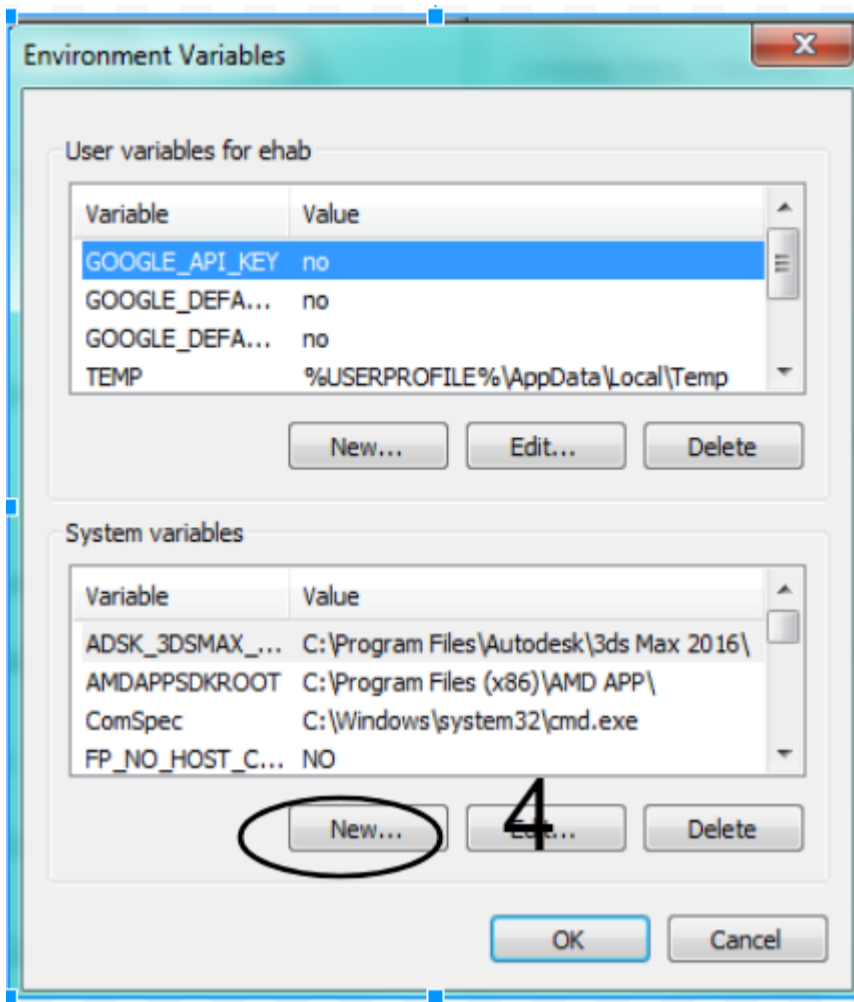 Environment Variables
User variables for ehab
Variable Value
GOOGLE_API_KEY no
GOOGLE_DEFA... no
GOOGLE_DEFA... no
TEMP %USERPROFILE%\AppData\Local\Temp
New... Edit... Delete
System variables
Variable Value
ADSK_3DSMAX_... C:\Program Files\Autodesk\3ds Max 2016\
AMDAPPSDKROOT C:\Program Files (x86)\AMD APP\
ComSpec C:\Windows\system32\cmd.exe
FP_NO_HOST_C... NO
New... 4 Edit... Delete
OK Cancel